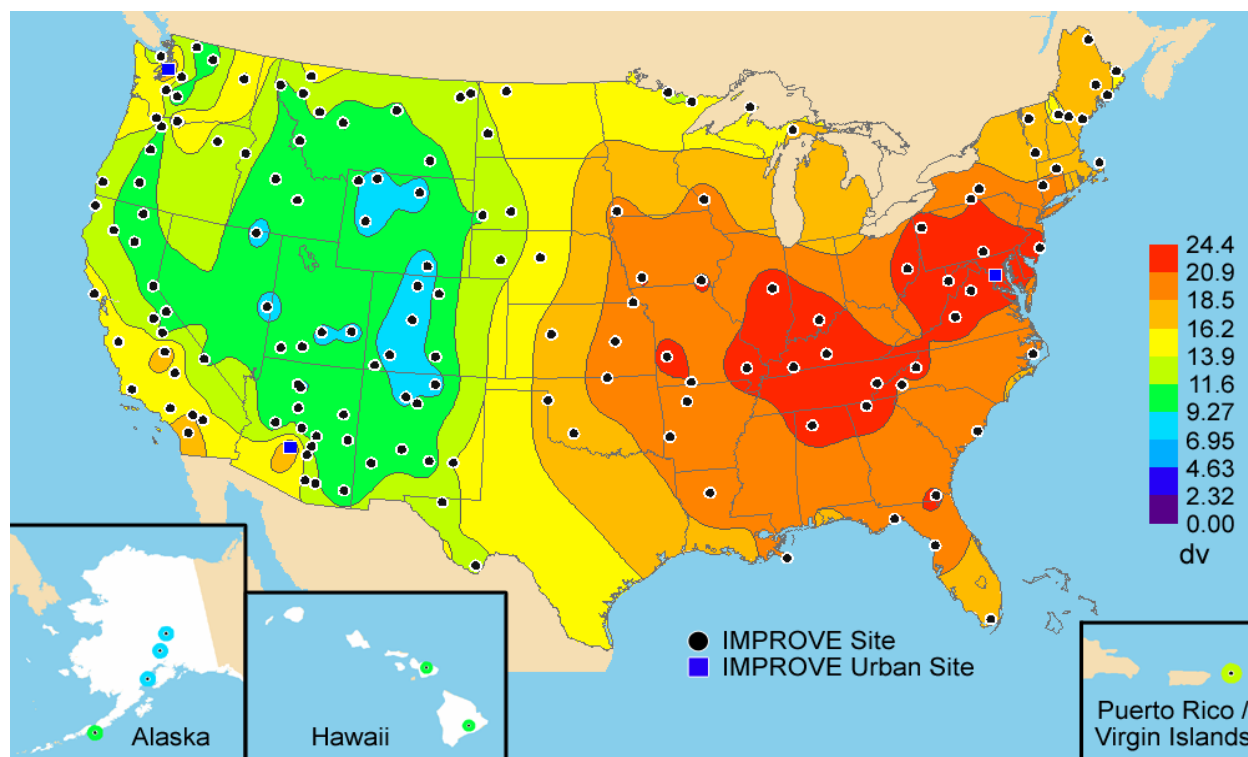 24.4
20.9
18.5
16.2
13.9
11.6
9.27
6.95
4.63
2.32
0.00
dv
IMPROVE Site
IMPROVE Urban Site
Alaska
Hawaii
Puerto Rico /
Virgin Islands